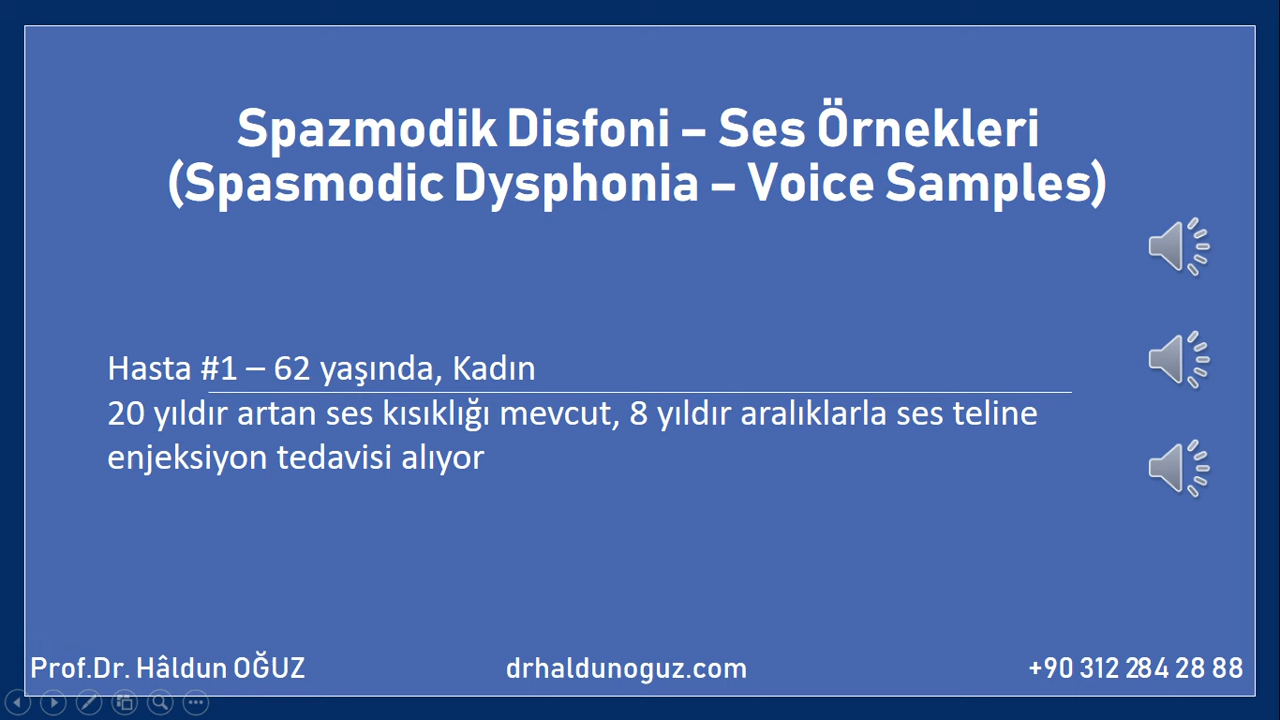 Spazmodik Disfoni – Ses Örnekleri
(Spasmodic Dysphonia – Voice Samples)
Hasta #1 – 62 yaşında, Kadın
20 yıldır artan ses kısıklığı mevcut, 8 yıldır aralıklarla ses teline
enjeksiyon tedavisi alıyor
Prof.Dr. Hâldun OĞUZ
drhaldunoguz.com
+90 312 284 28 88